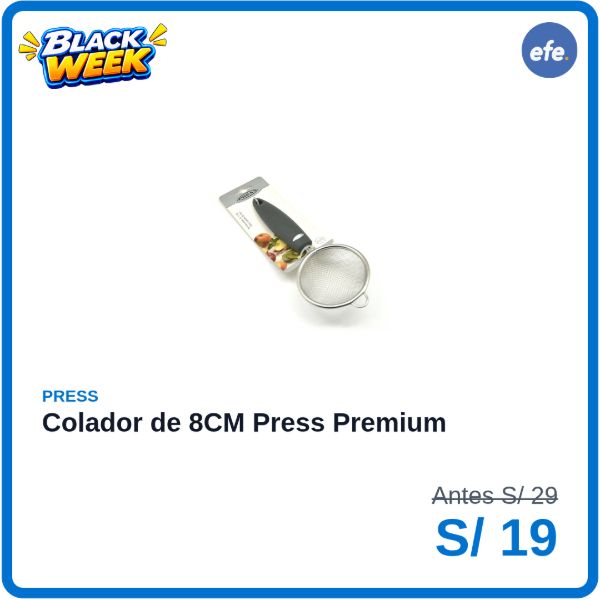 BLACK
WEEK
efe.
PRESS
Colador de 8CM Press Premium
Antes S/ 29
S/ 19